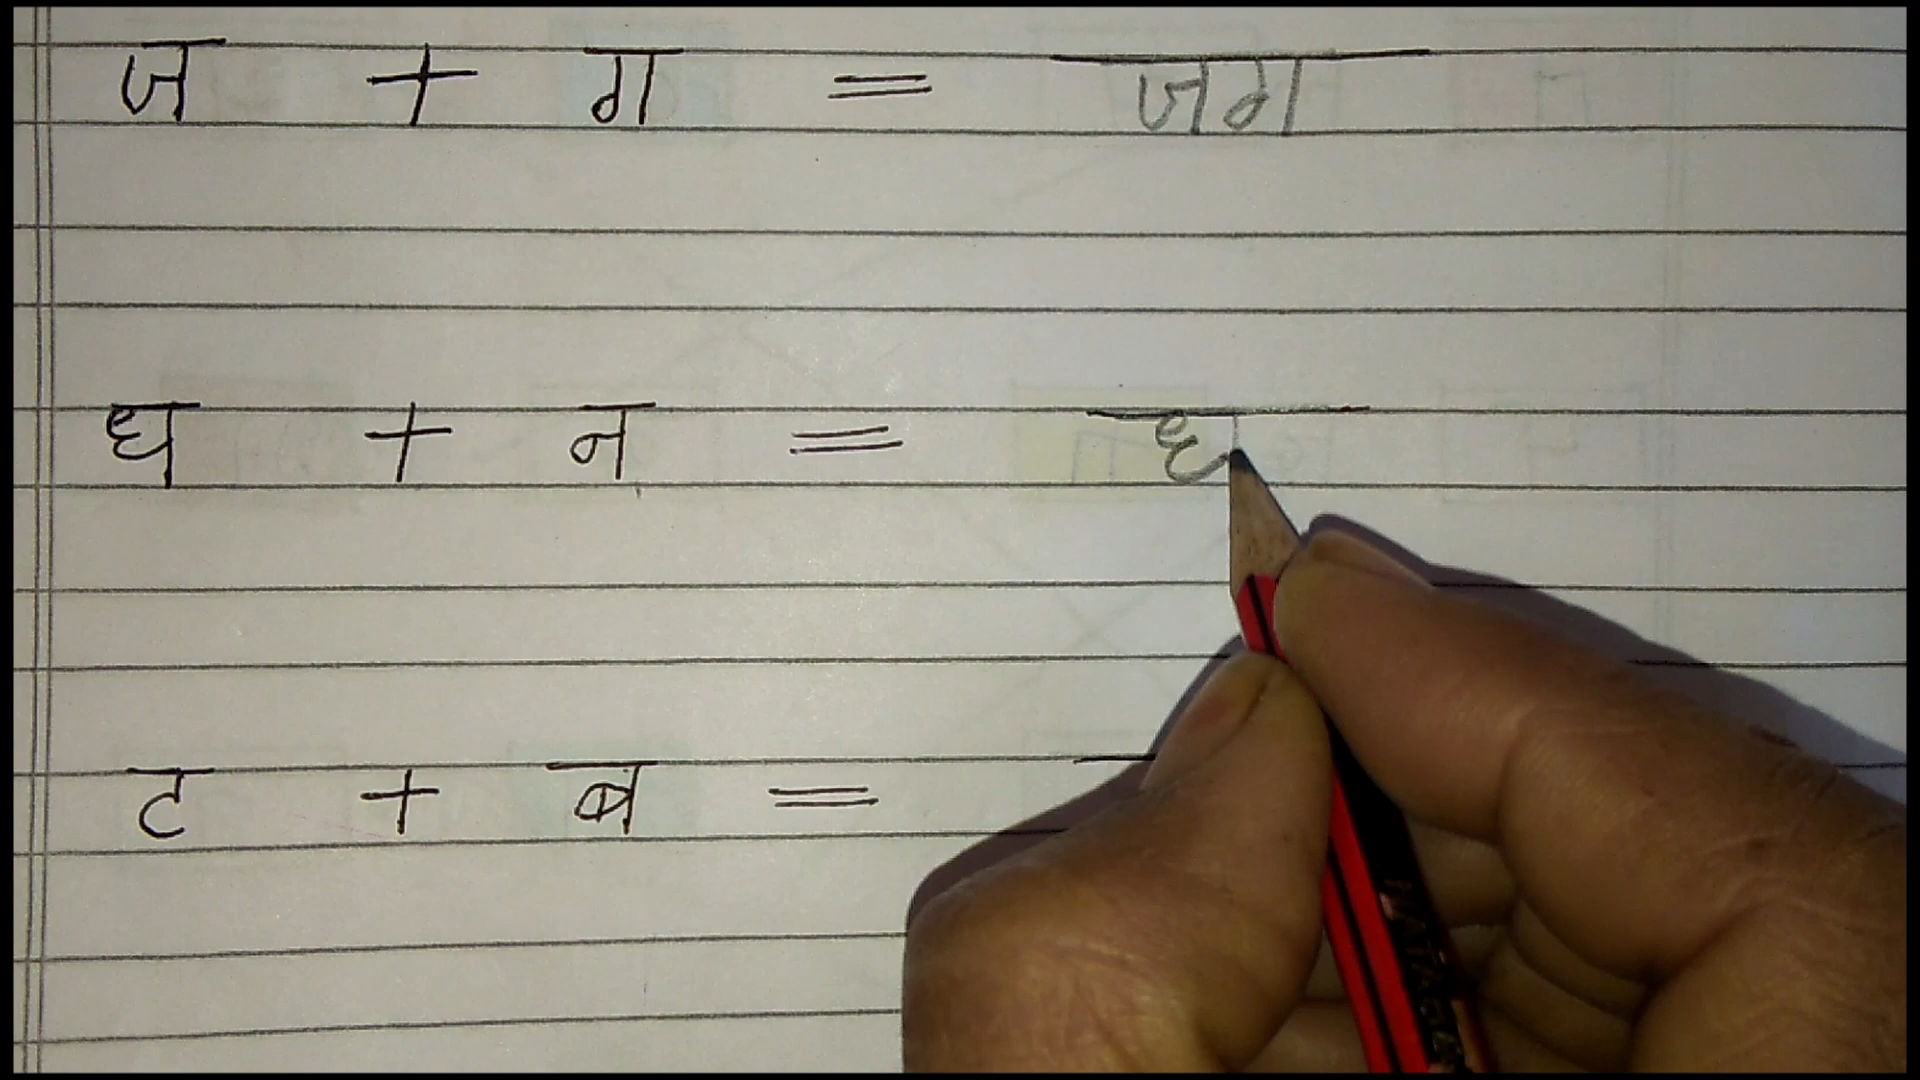 ज + ग = जग
ध + न = ध
ट + ब =